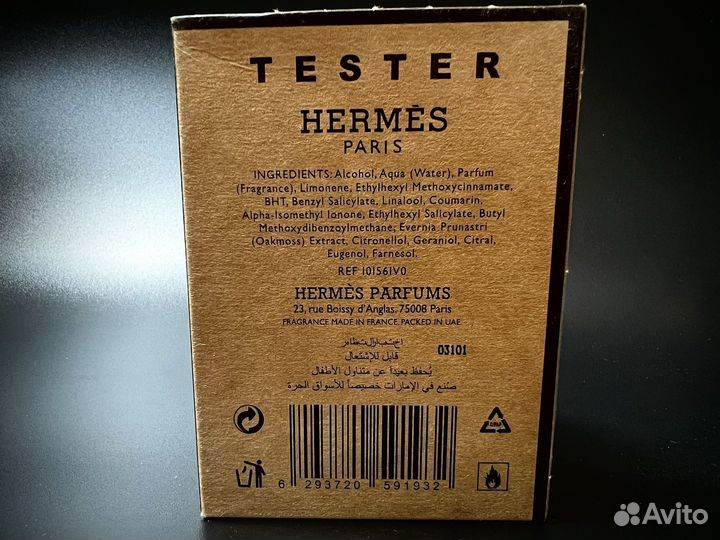 TESTER
HERMÈS
PARIS
INGREDIENTS: Alcohol, Aqua (Water), Parfum
(Fragrance), Limonene, Ethylhexyl Methoxycinnamate,
BHT, Benzyl Salicylate, Linalool, Coumarin,
Alpha-Isomethyl Ionone, Ethylhexyl Salicylate, Butyl
Methoxydibenzoylmethane, Evernia Prunastri
(Oakmoss) Extract, Citronellol, Geraniol, Citral,
Eugenol, Farnesol.
REF 101561V0
HERMÈS PARFUMS
23, rue Boissy d'Anglas, 75008 Paris
FRAGRANCE MADE IN FRANCE, PACKED IN UAE
03101
قابل للإشتعال
يُحفظ بعيداً عن متناول الأطفال
صنع في الإمارات خصيصاً للأسواق الحرة
6 293720 591932
Avito